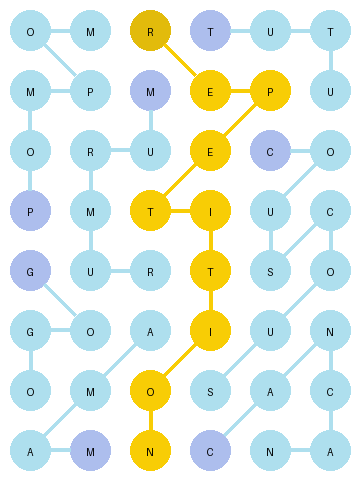 O M R T U T
M P M E P U
O R U E C O
P M T I U C
G U R T S O
G O A I U N
O M O S A C
A M N C N A